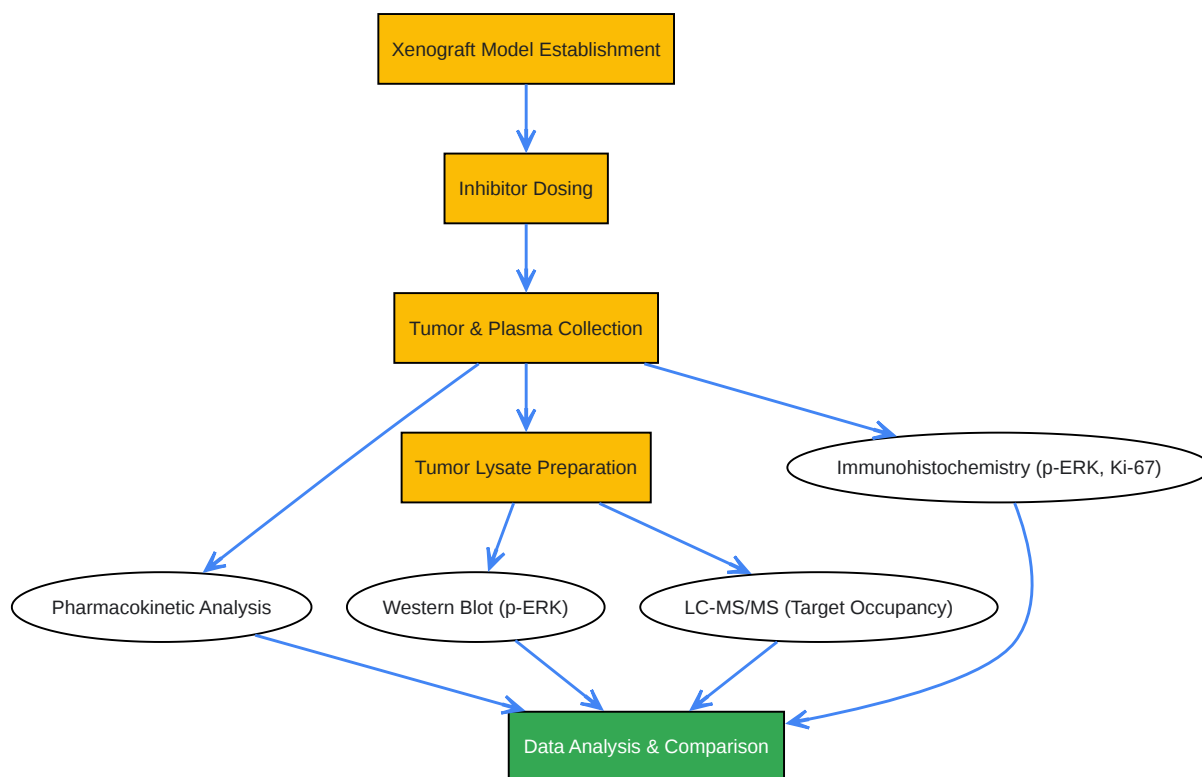 Xenograft Model Establishment
Inhibitor Dosing
Tumor & Plasma Collection
Tumor Lysate Preparation
Immunohistochemistry (p-ERK, Ki-67)
Pharmacokinetic Analysis
Western Blot (p-ERK)
LC-MS/MS (Target Occupancy)
Data Analysis & Comparison